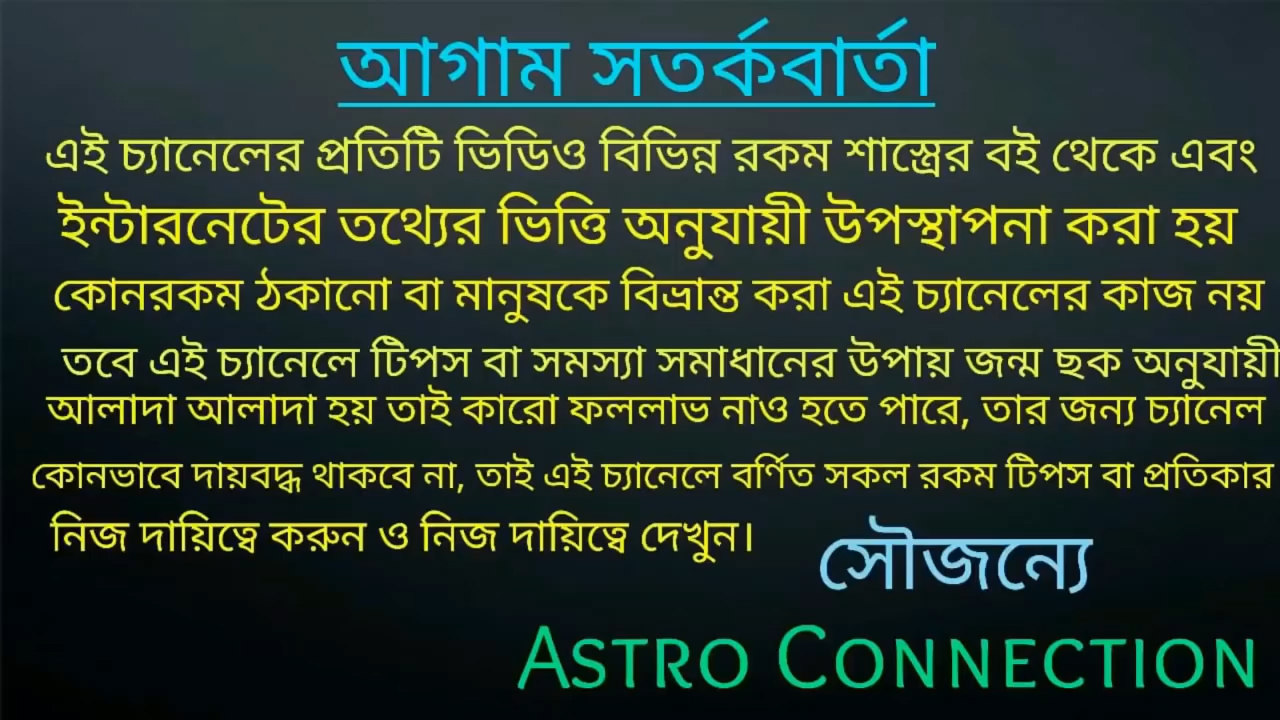 আগাম সতর্কবার্তা
এই চ্যানেলের প্রতিটি ভিডিও বিভিন্ন রকম শাস্ত্রের বই থেকে এবং
ইন্টারনেটের তথ্যের ভিত্তি অনুযায়ী উপস্থাপনা করা হয়
কোনরকম ঠকানো বা মানুষকে বিভ্রান্ত করা এই চ্যানেলের কাজ নয়
তবে এই চ্যানেলে টিপস বা সমস্যা সমাধানের উপায় জন্ম ছক অনুযায়ী
আলাদা আলাদা হয় তাই কারো ফললাভ নাও হতে পারে, তার জন্য চ্যানেল
কোনভাবে দায়বদ্ধ থাকবে না, তাই এই চ্যানেলে বর্ণিত সকল রকম টিপস বা প্রতিকার
নিজ দায়িত্বে করুন ও নিজ দায়িত্বে দেখুন।
সৌজন্যে
ASTRO CONNECTION